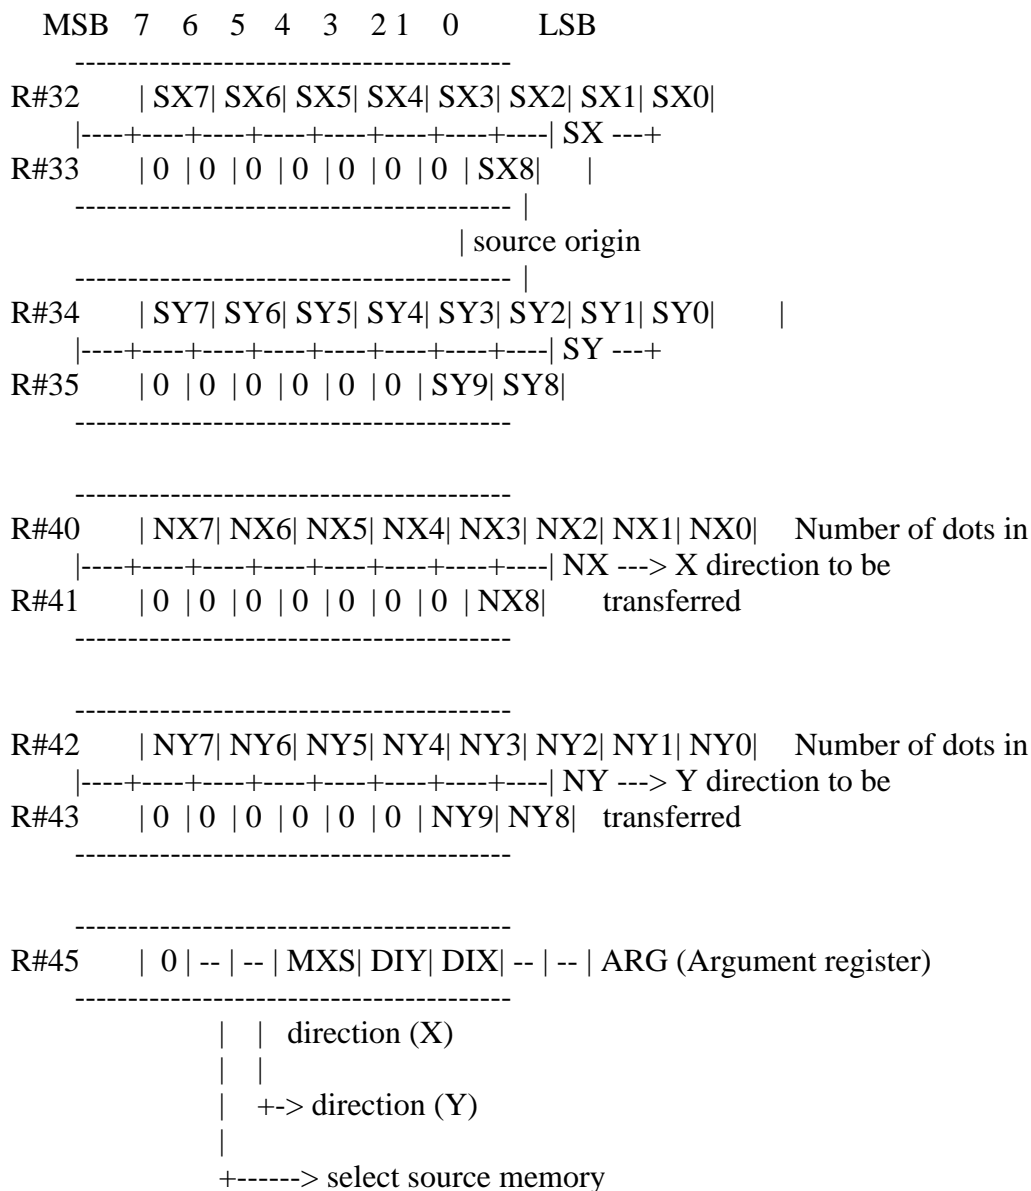 MSB 7 6 5 4 3 2 1 0 LSB
-----------------------------------------
R#32 | SX7| SX6| SX5| SX4| SX3| SX2| SX1| SX0|
|----+----+----+----+----+----+----+----| SX ---+
R#33 | 0 | 0 | 0 | 0 | 0 | 0 | 0 | SX8| |
----------------------------------------- |
| source origin
----------------------------------------- |
R#34 | SY7| SY6| SY5| SY4| SY3| SY2| SY1| SY0| |
|----+----+----+----+----+----+----+----| SY ---+
R#35 | 0 | 0 | 0 | 0 | 0 | 0 | SY9| SY8|
-----------------------------------------
-----------------------------------------
R#40 | NX7| NX6| NX5| NX4| NX3| NX2| NX1| NX0| Number of dots in
|----+----+----+----+----+----+----+----| NX ---> X direction to be
R#41 | 0 | 0 | 0 | 0 | 0 | 0 | 0 | NX8| transferred
-----------------------------------------
-----------------------------------------
R#42 | NY7| NY6| NY5| NY4| NY3| NY2| NY1| NY0| Number of dots in
|----+----+----+----+----+----+----+----| NY ---> Y direction to be
R#43 | 0 | 0 | 0 | 0 | 0 | 0 | NY9| NY8| transferred
-----------------------------------------
-----------------------------------------
R#45 | 0 | -- | -- | MXS| DIY| DIX| -- | -- | ARG (Argument register)
-----------------------------------------
| | direction (X)
| |
| +-> direction (Y)
|
+------> select source memory